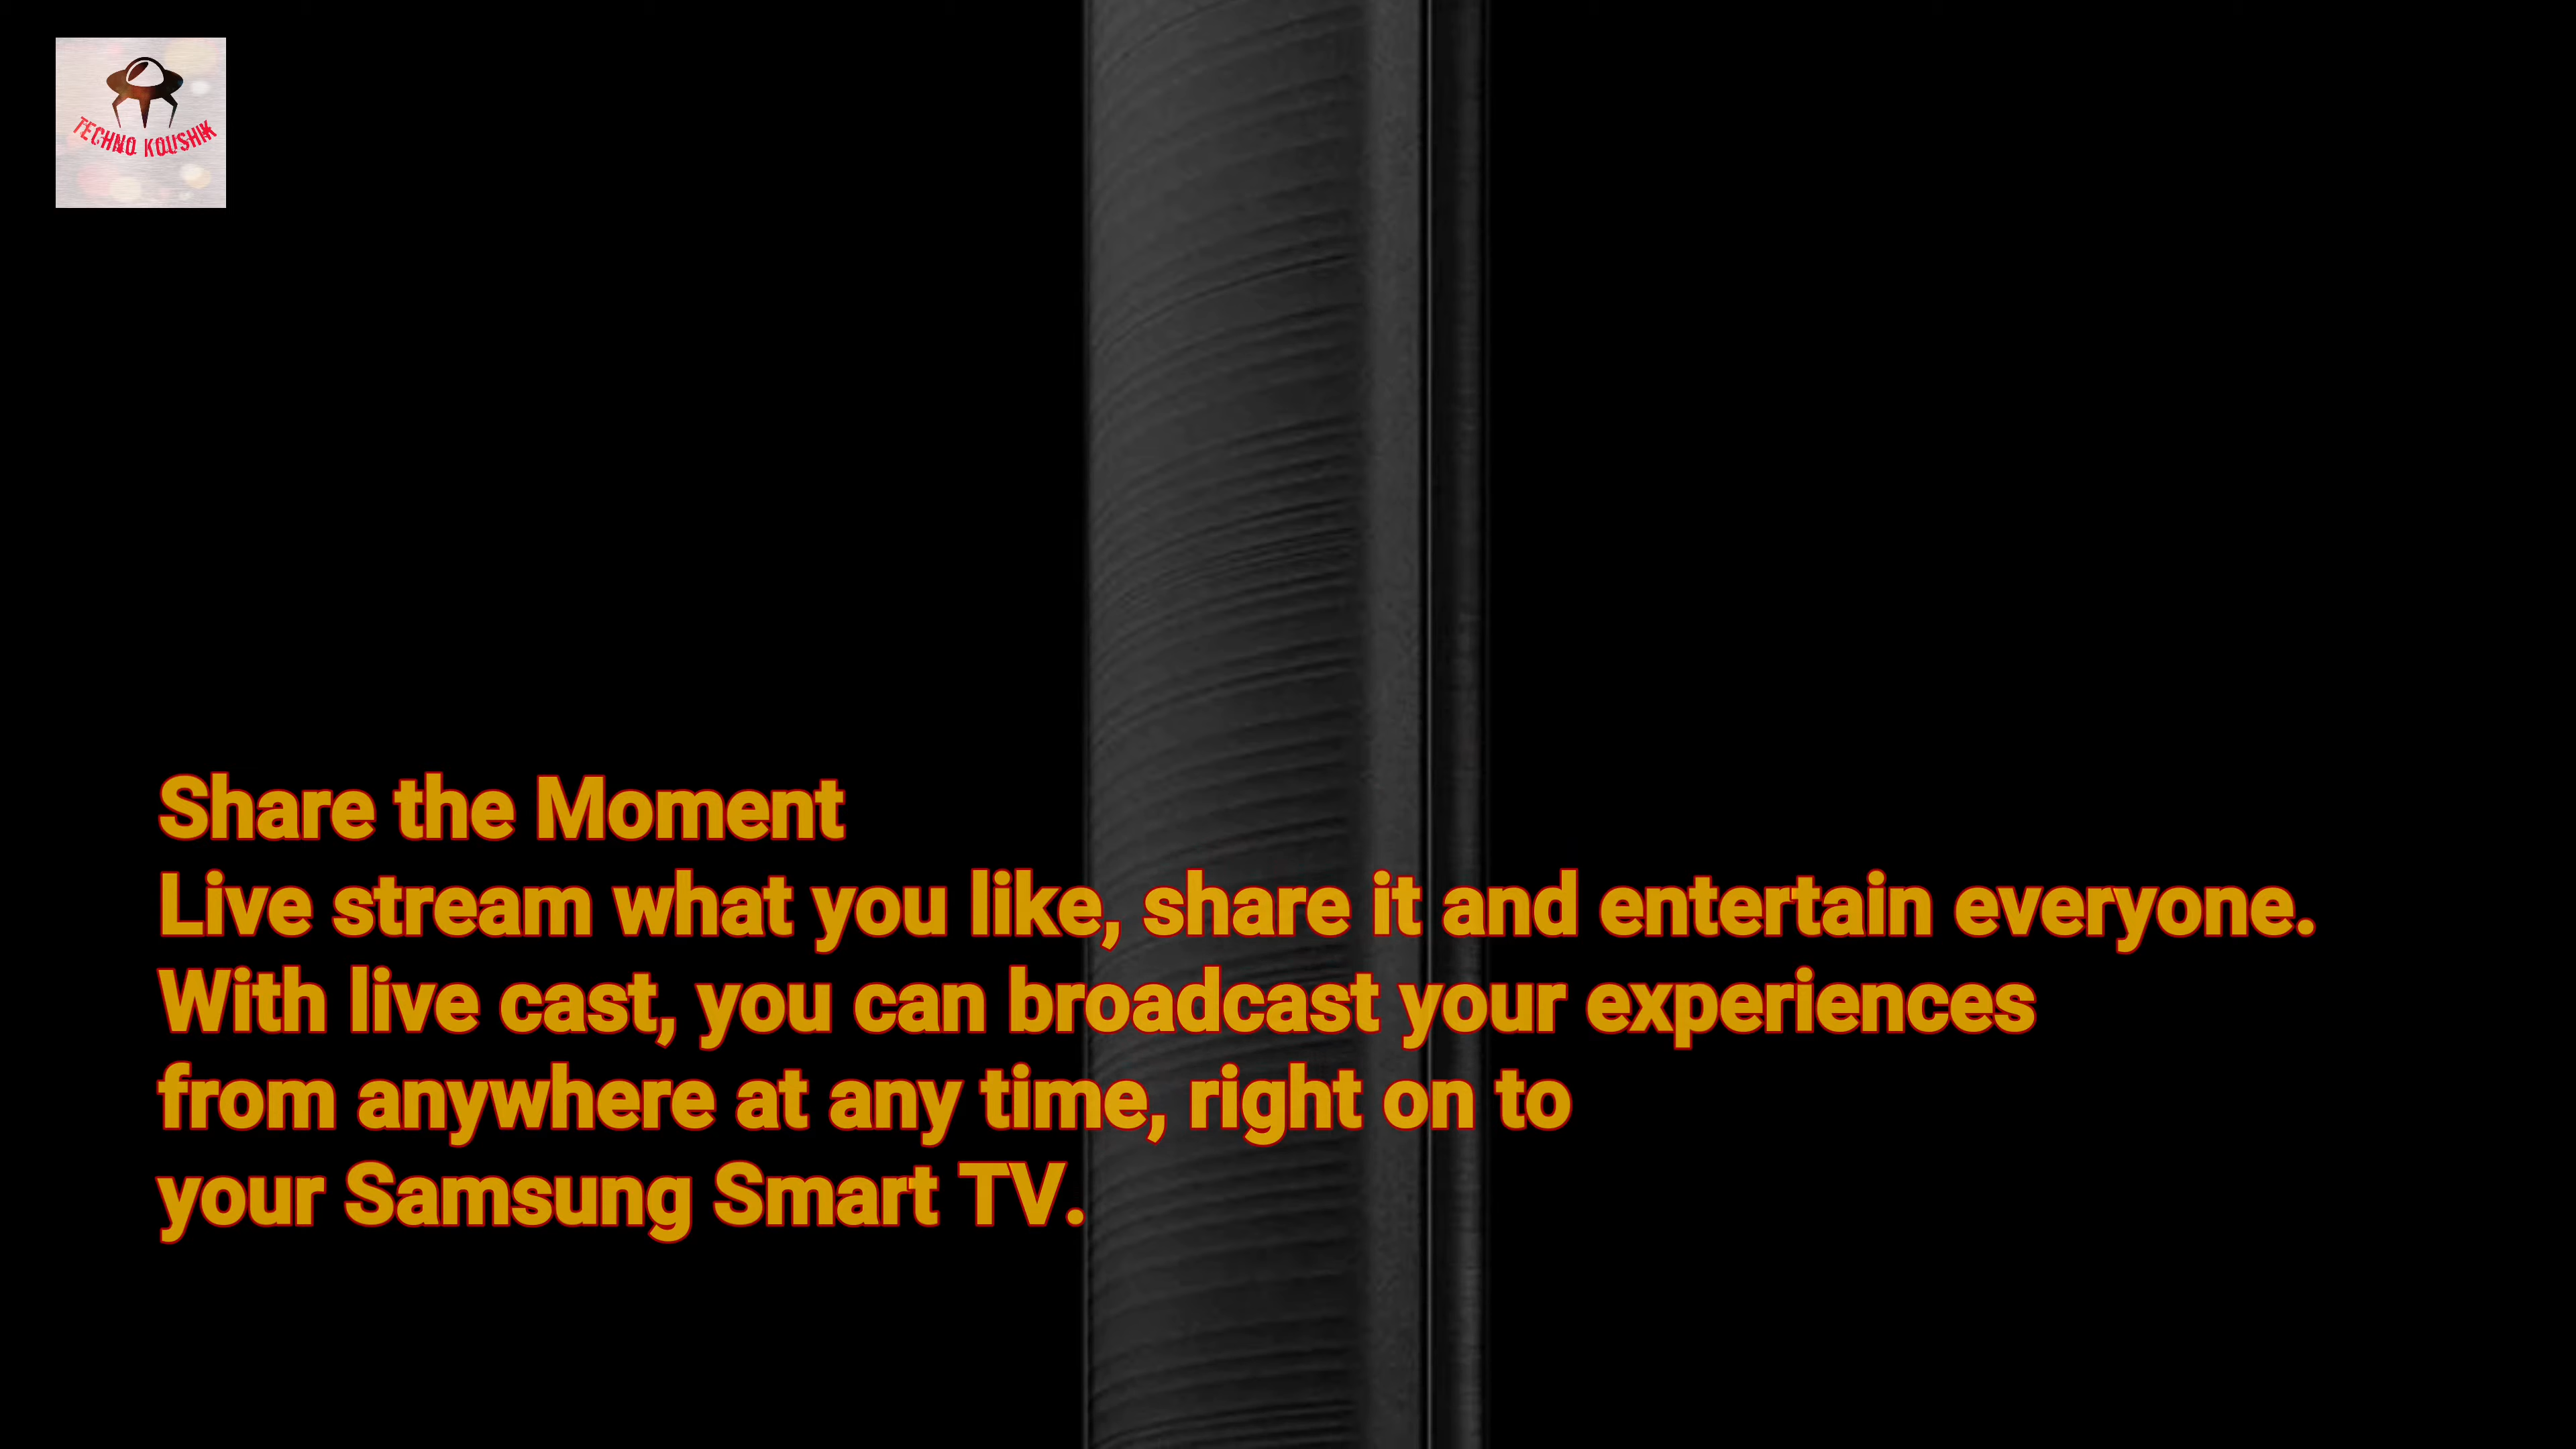 TECHNO KOUSHIK
Share the Moment
Live stream what you like, share it and entertain everyone.
With live cast, you can broadcast your experiences
from anywhere at any time, right on to
your Samsung Smart TV.